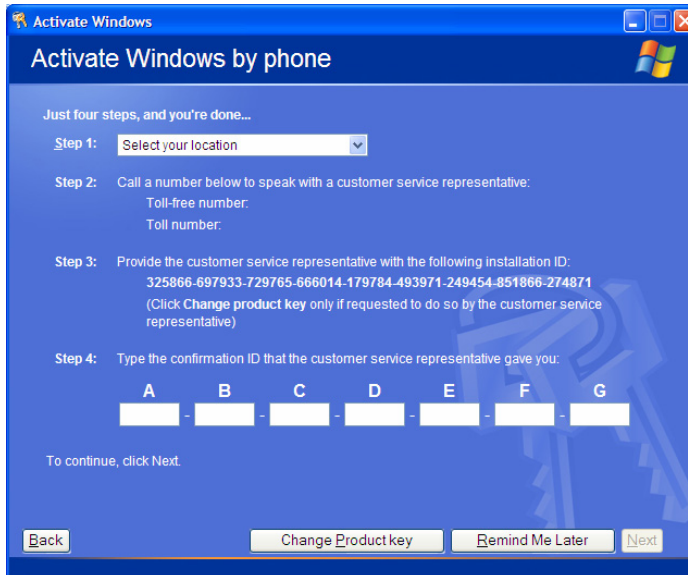 Activate Windows
Activate Windows by phone
Just four steps, and you're done...
Step 1: Select your location
Step 2: Call a number below to speak with a customer service representative:
Toll-free number:
Toll number:
Step 3: Provide the customer service representative with the following installation ID:
325866-697933-729765-666014-179784-493971-249454-851866-274871
(Click Change product key only if requested to do so by the customer service
representative)
Step 4: Type the confirmation ID that the customer service representative gave you:
A B C D E F G
- - - - - -
To continue, click Next.
Back Change Product key Remind Me Later Next